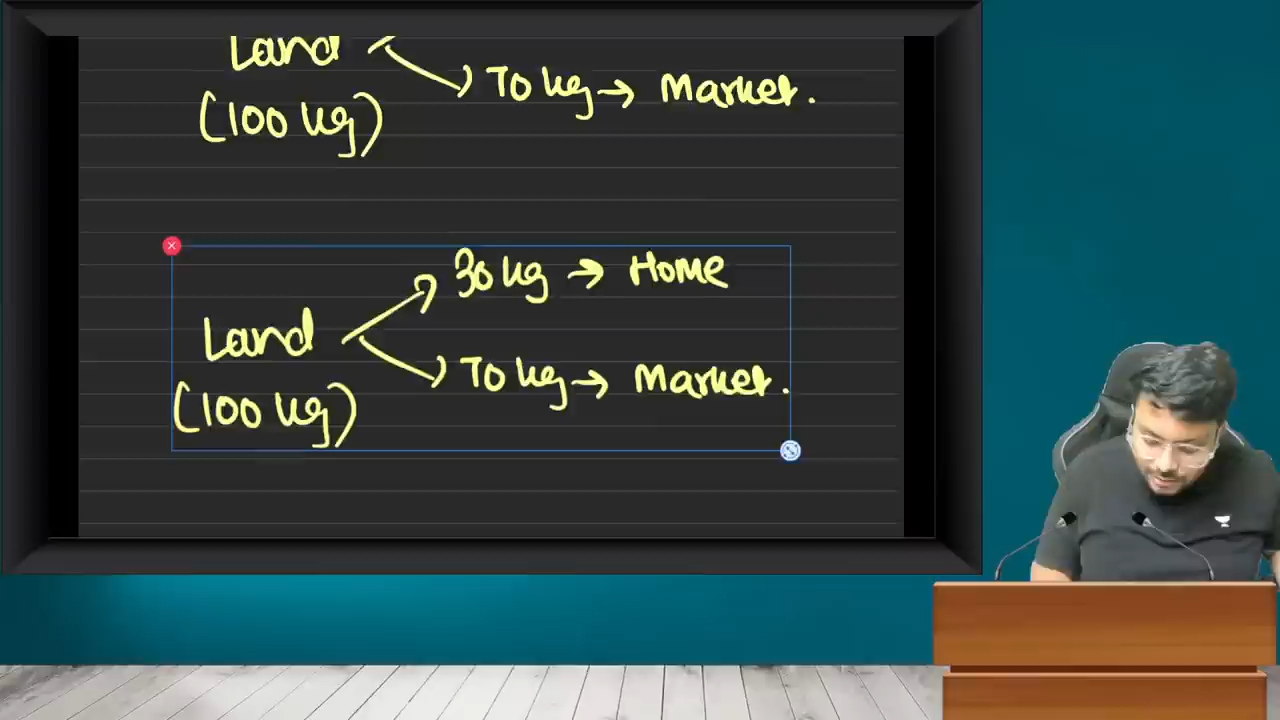 Land
70 kg → Market.
(100 kg)
30 kg → Home
Land
70 kg → Market.
(100 kg)